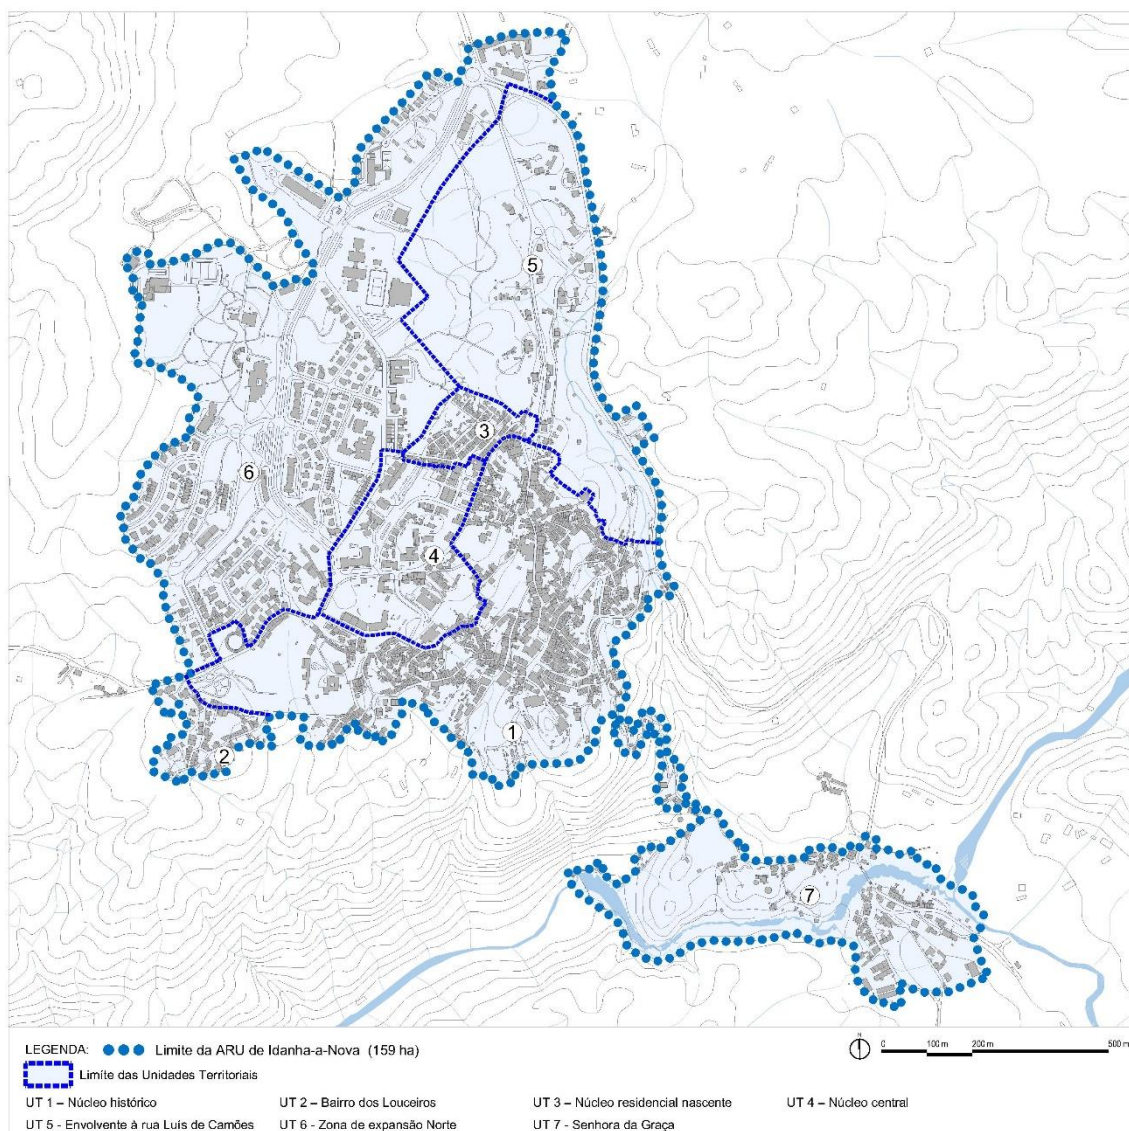 5
3
6
4
1
2
7
LEGENDA: Limite da ARU de Idanha-a-Nova (159 ha)
N
0 100 m 200 m 500 m
Limite das Unidades Territoriais
UT 1 – Núcleo histórico UT 2 – Bairro dos Louceiros UT 3 – Núcleo residencial nascente UT 4 – Núcleo central
UT 5 - Envolvente à rua Luís de Camões UT 6 - Zona de expansão Norte UT 7 - Senhora da Graça